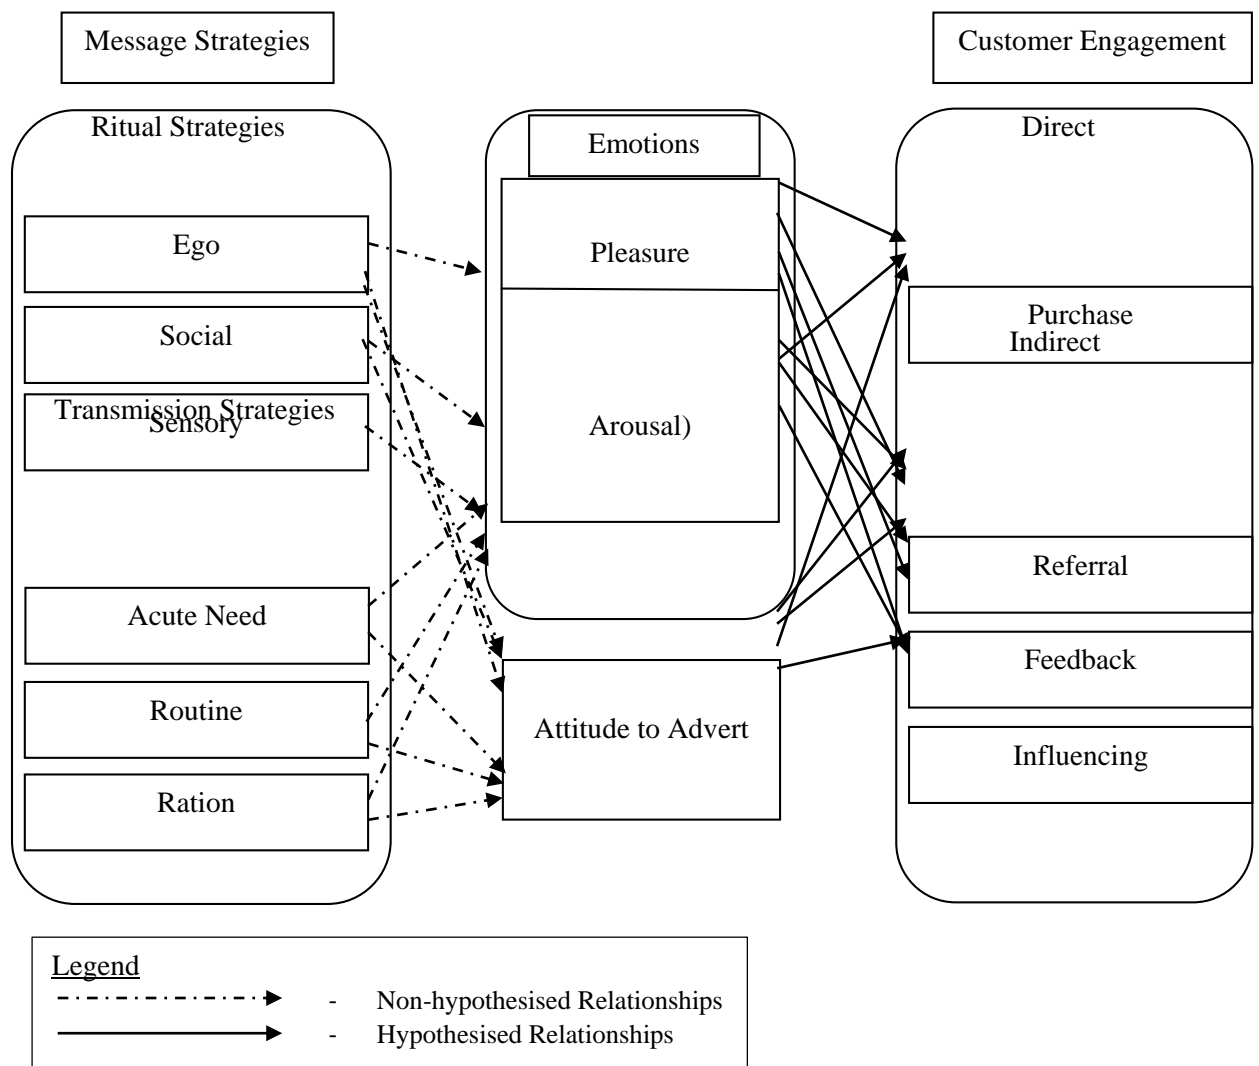 Message Strategies
Customer Engagement
Ritual Strategies
Ego
Social
Transmission Strategies
Sensory
Acute Need
Routine
Ration
Emotions
Pleasure
Arousal)
Attitude to Advert
Direct
Purchase
Indirect
Referral
Feedback
Influencing
Legend
- Non-hypothesised Relationships
- Hypothesised Relationships